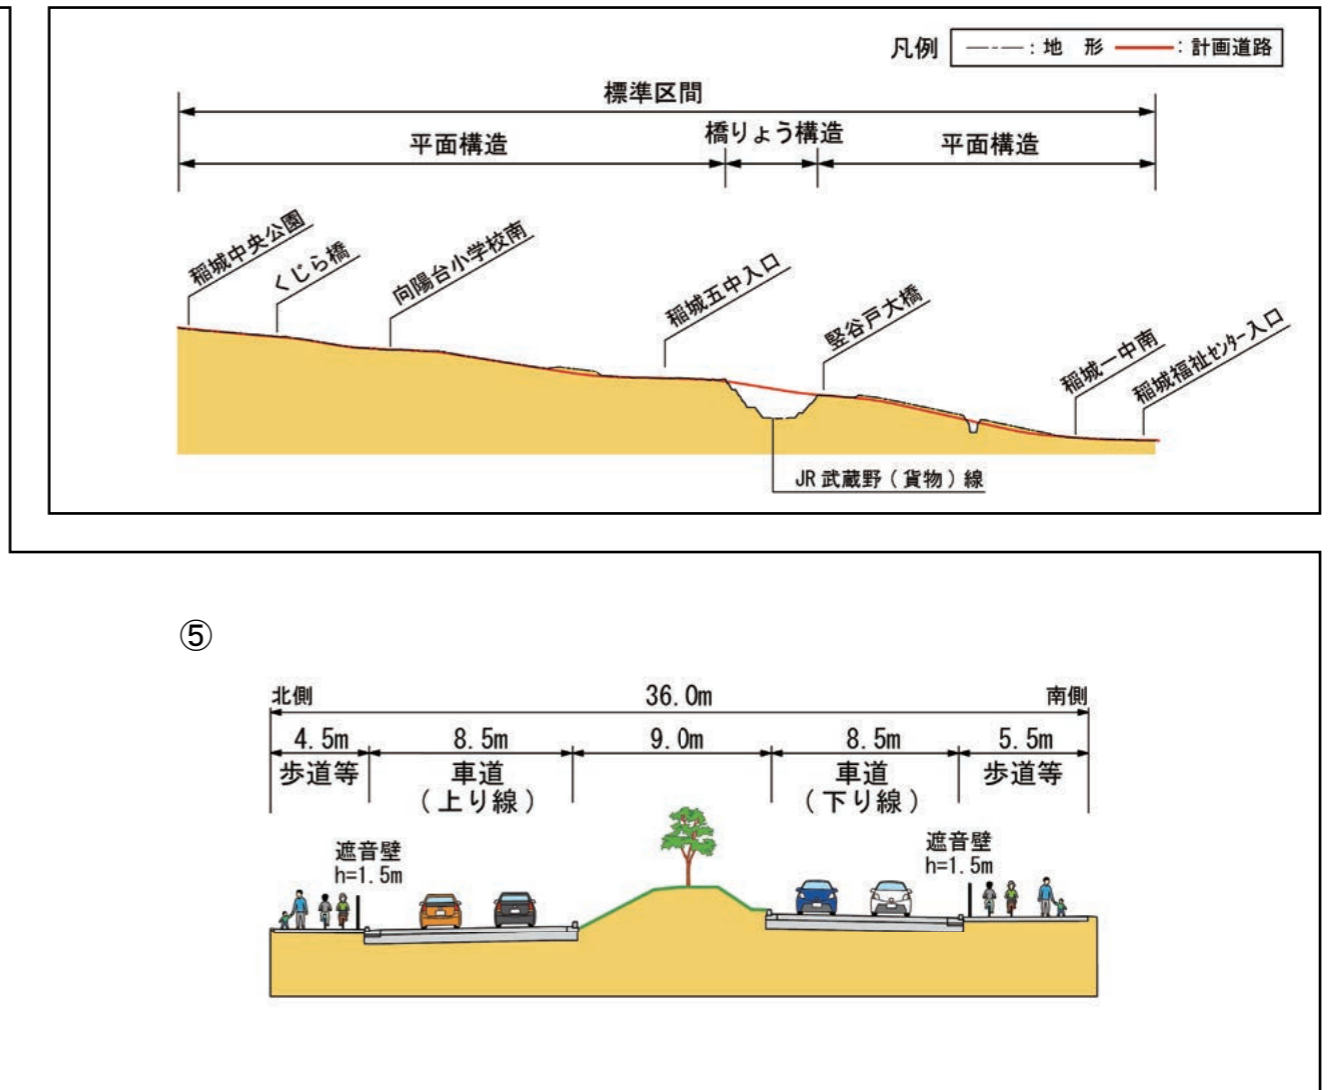 凡例 ―-―：地 形 ――：計画道路
標準区間
平面構造
橋りょう構造
平面構造
稲城中央公園
くじら橋
向陽台小学校南
稲城五中入口
竪谷戸大橋
稲城一中南
稲城福祉センター入口
JR武蔵野（貨物）線
⑤
北側 36.0m 南側
4.5m 8.5m 9.0m 8.5m 5.5m
歩道等 車道 車道 歩道等
（上り線） （下り線）
遮音壁
h=1.5m
遮音壁
h=1.5m